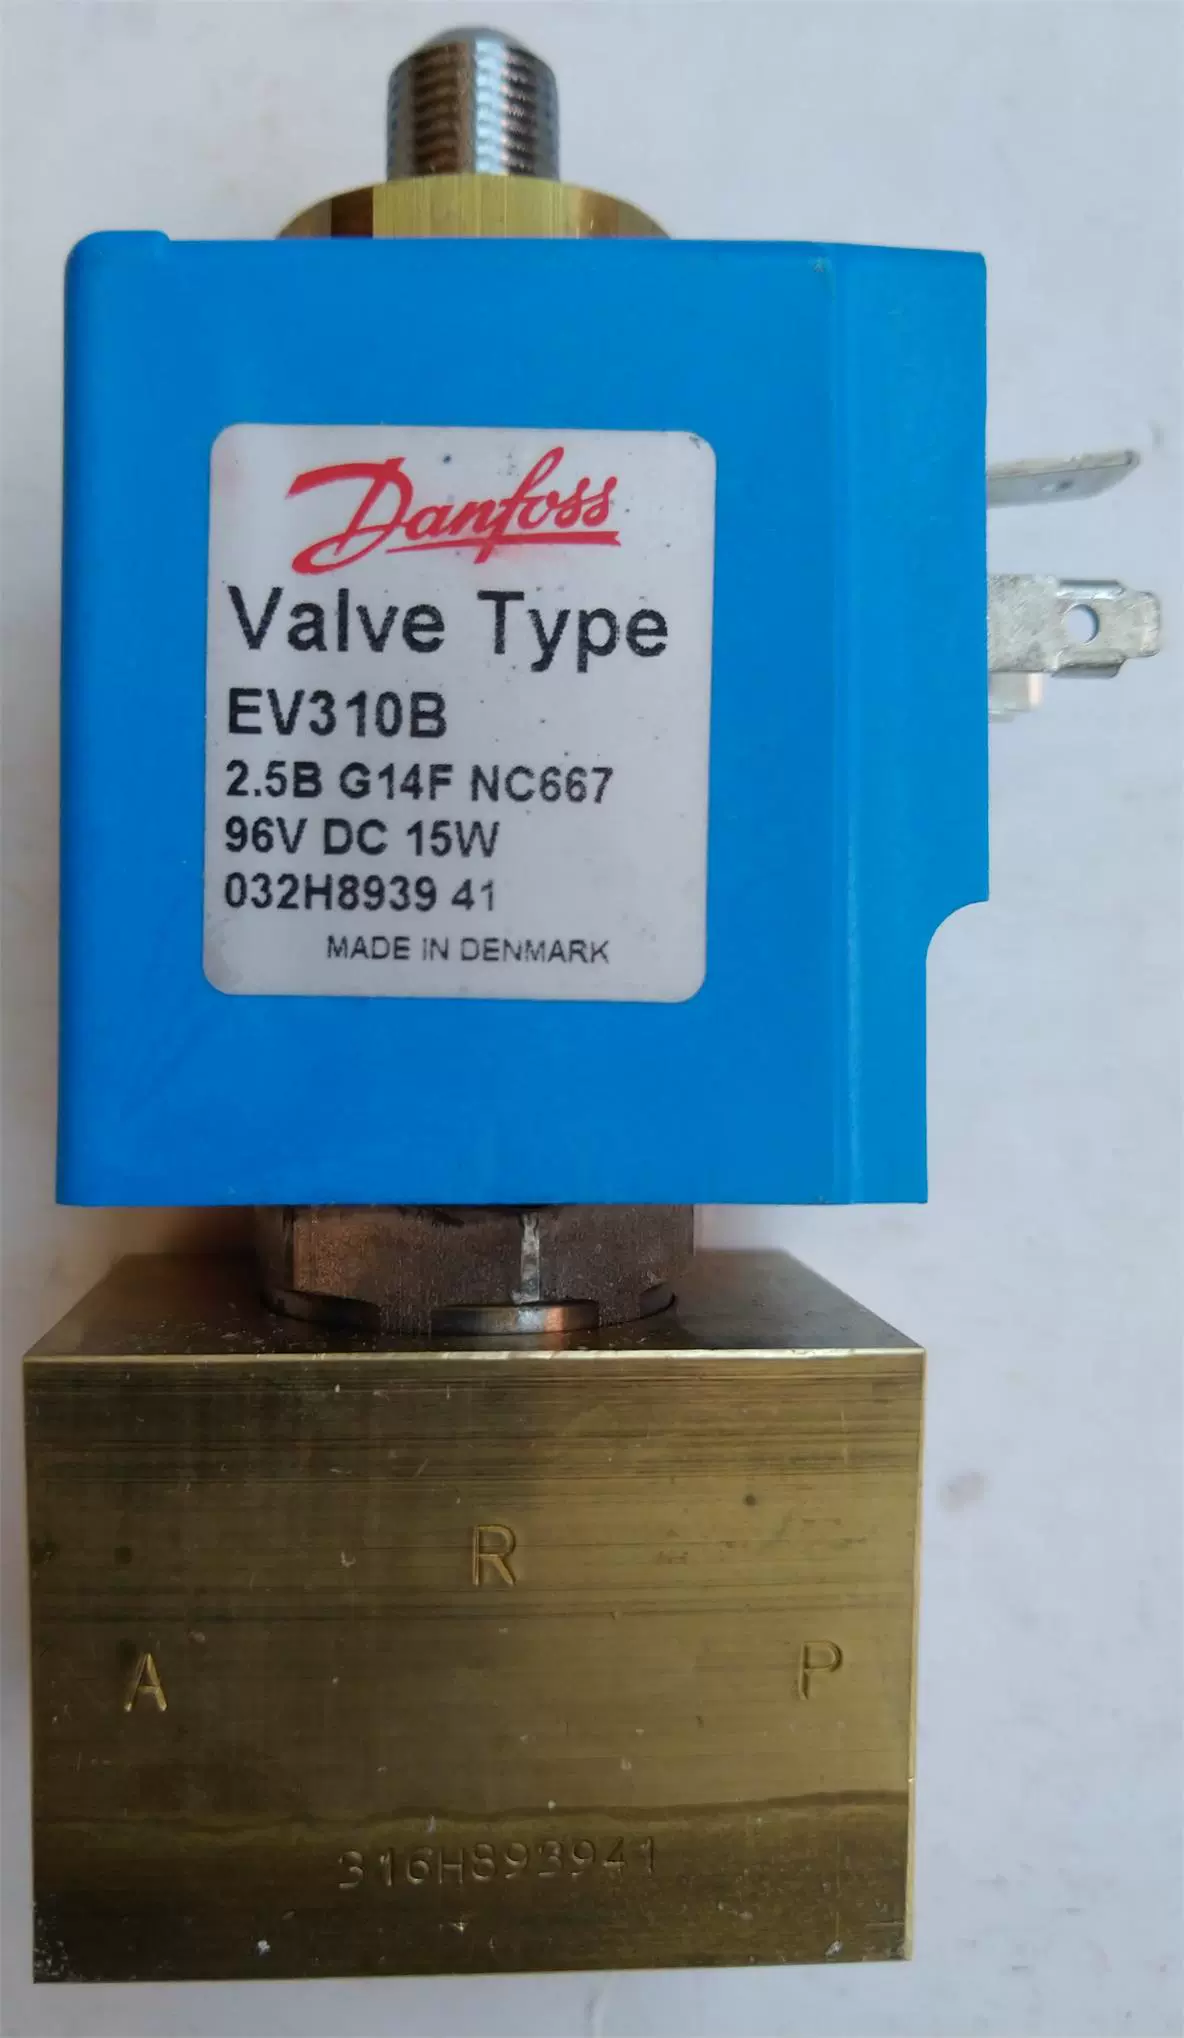 Danfoss
Valve Type
EV310B
2.5B G14F NC667
96V DC 15W
032H8939 41
MADE IN DENMARK
R
A P
316H893941